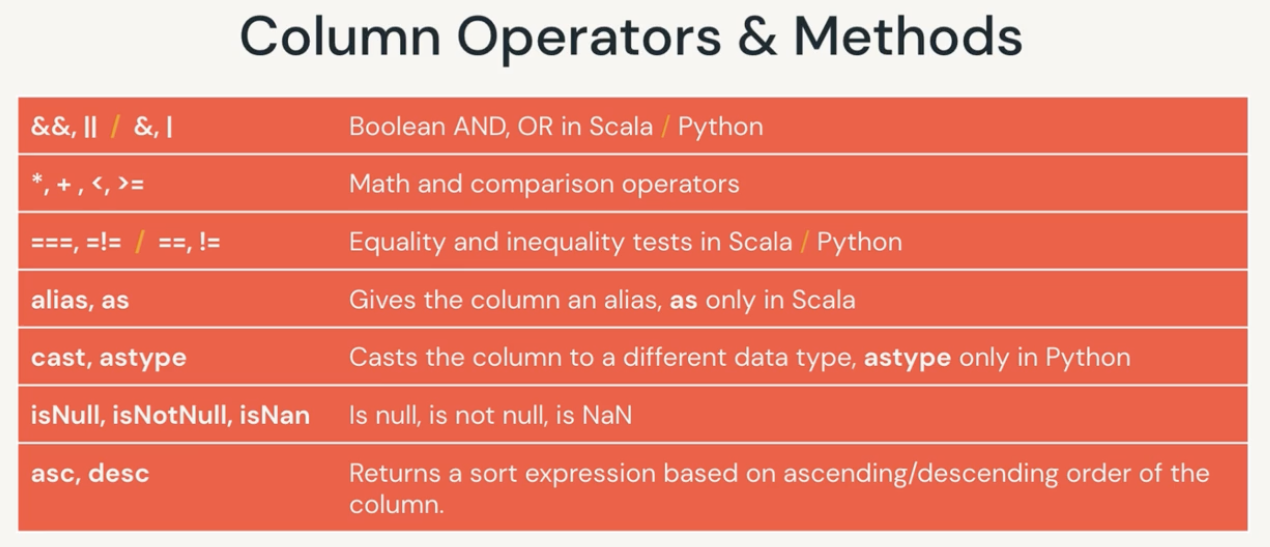 Column Operators & Methods
&&, || / &, | Boolean AND, OR in Scala / Python
*, + , <, >= Math and comparison operators
===, =!= / ==, != Equality and inequality tests in Scala / Python
alias, as Gives the column an alias, as only in Scala
cast, astype Casts the column to a different data type, astype only in Python
isNull, isNotNull, isNan Is null, is not null, is NaN
asc, desc Returns a sort expression based on ascending/descending order of the
column.